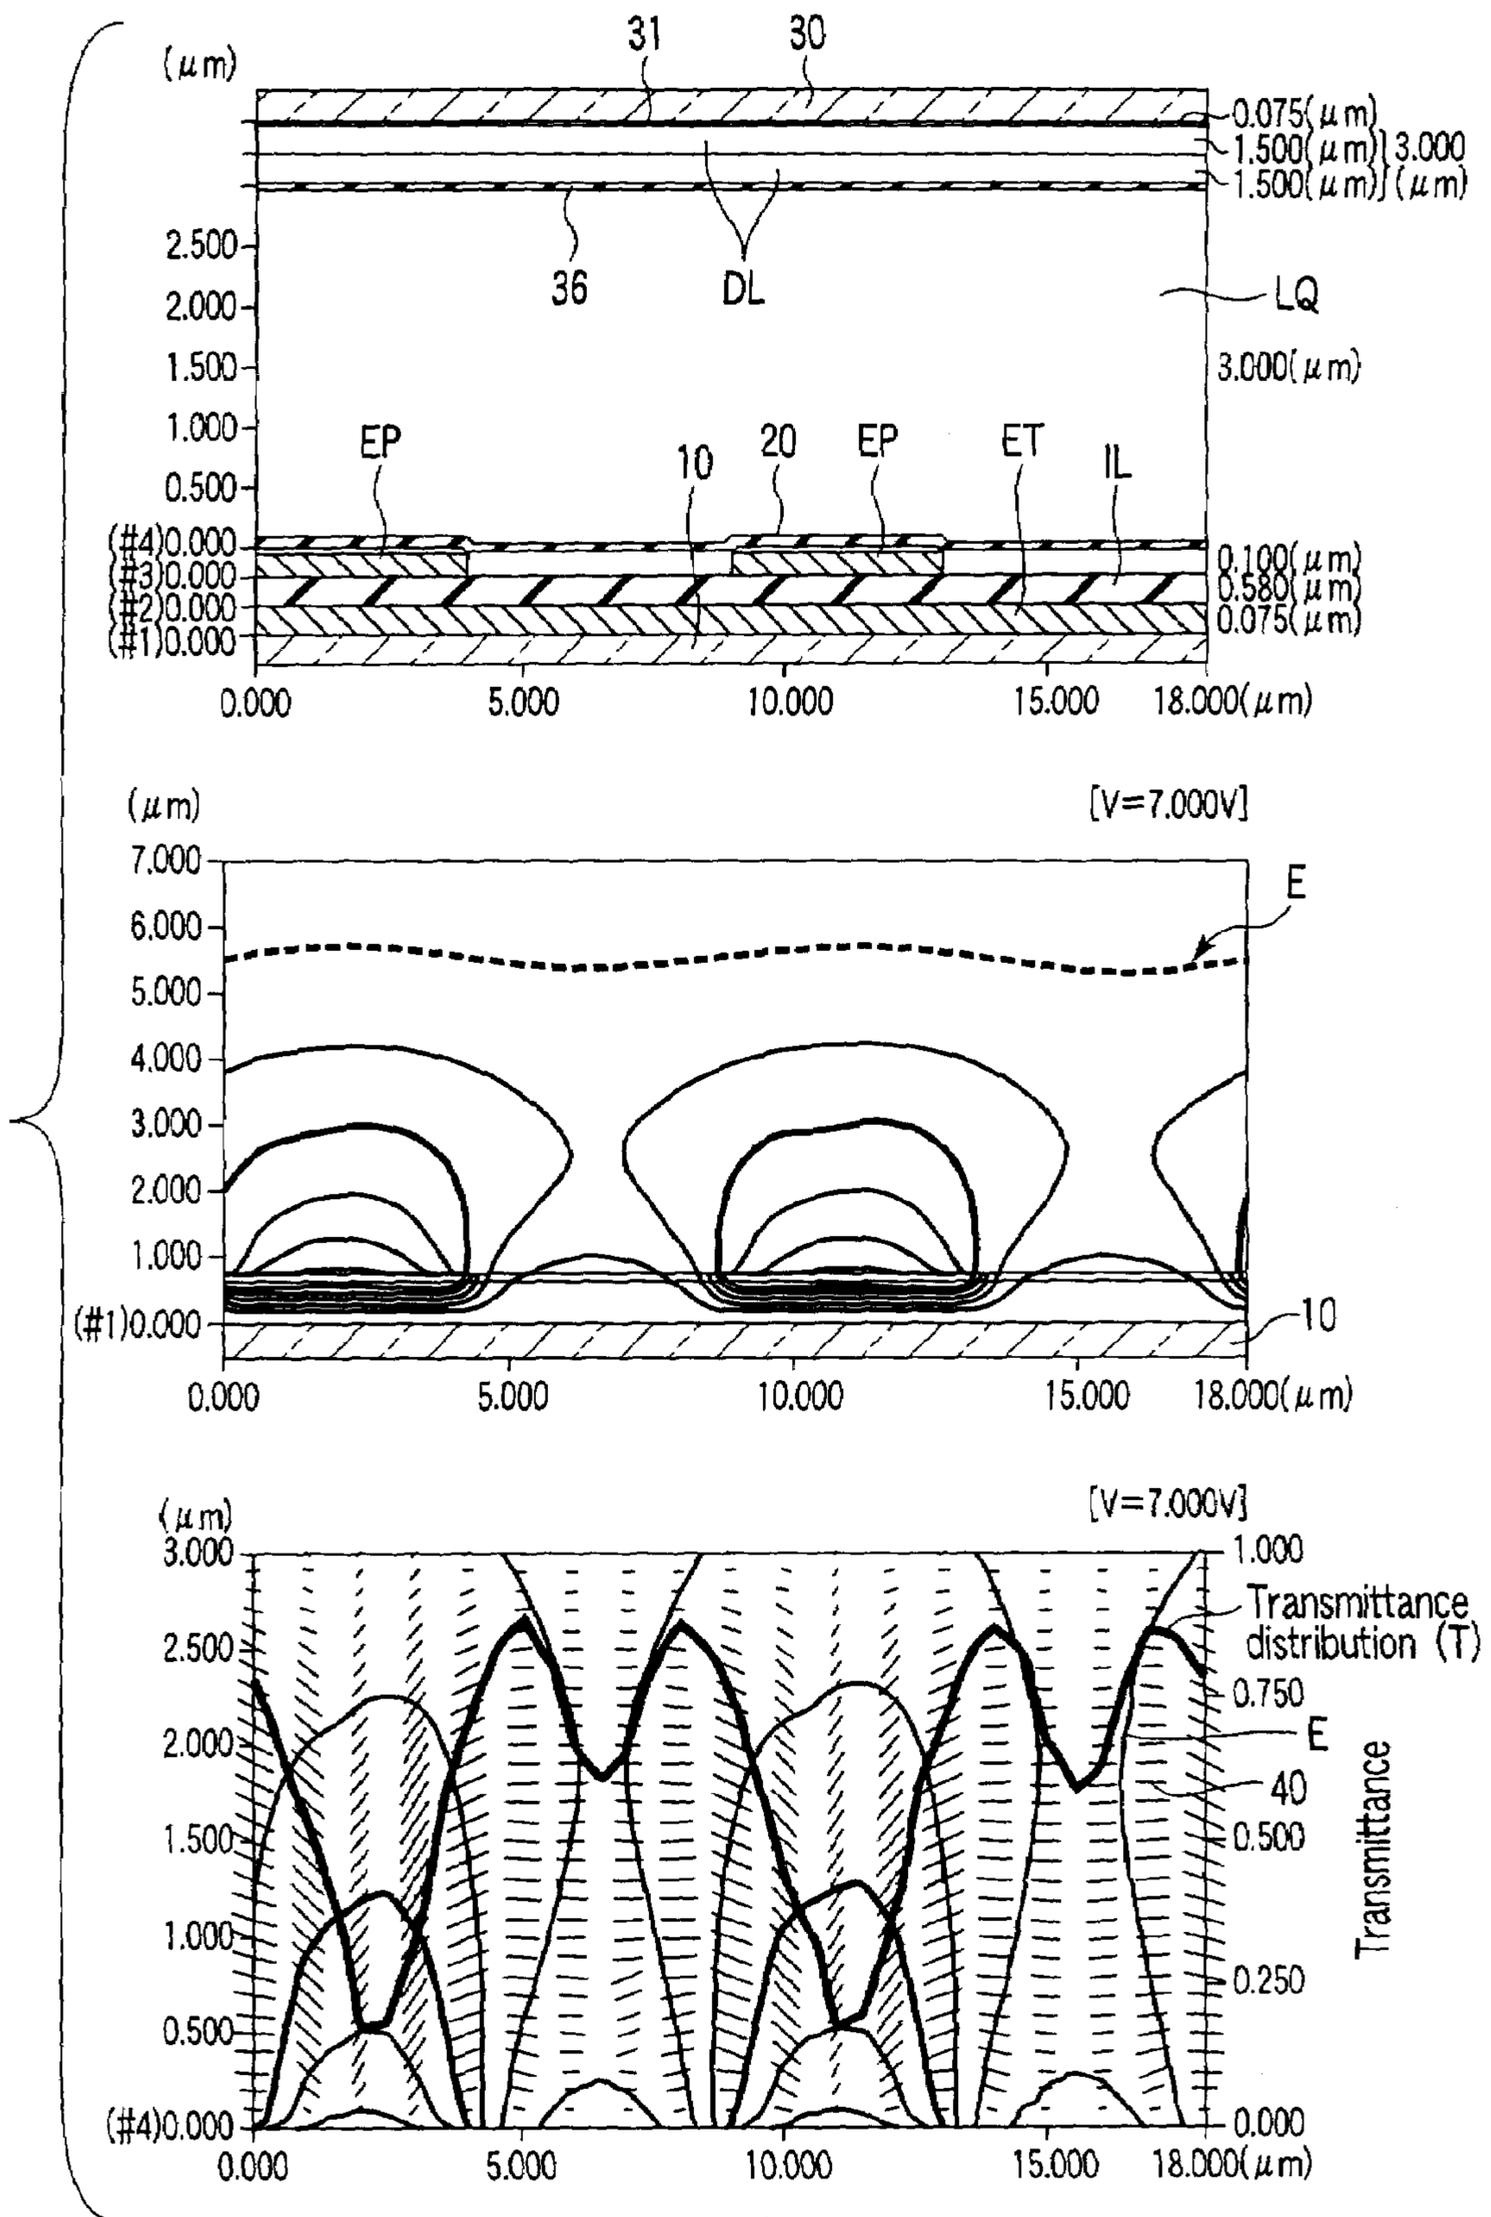 31 30
(μm)
0.075(μm)
1.500(μm)}3.000
1.500(μm)}(μm)
2.500
36 DL LQ
2.000
1.500 3.000(μm)
1.000
EP 10 20 EP ET IL
0.500
(#4)0.000
0.100(μm)
(#3)0.000
0.580(μm)
(#2)0.000
0.075(μm)
(#1)0.000
0.000 5.000 10.000 15.000 18.000(μm)
(μm) [V=7.000V]
7.000
E
6.000
5.000
4.000
3.000
2.000
1.000
(#1)0.000 10
0.000 5.000 10.000 15.000 18.000(μm)
(μm) [V=7.000V]
3.000 1.000
Transmittance
distribution (T)
2.500
0.750
2.000 E
40
1.500 0.500
Transmittance
1.000
0.250
0.500
(#4)0.000 0.000
0.000 5.000 10.000 15.000 18.000(μm)